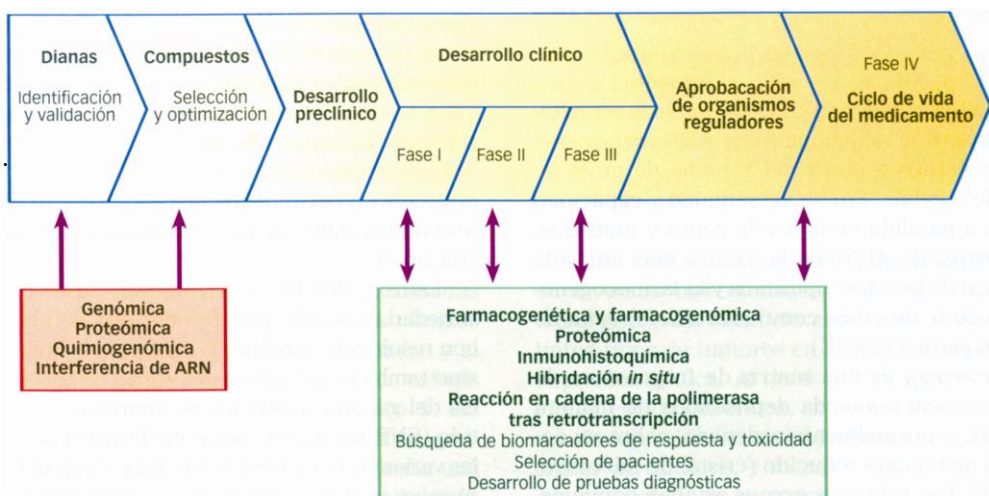 Dianas
Identificación
y validación
Compuestos
Selección
y optimización
Desarrollo
preclínico
Desarrollo clínico
Fase I
Fase II
Fase III
Aprobacación
de organismos
reguladores
Fase IV
Ciclo de vida
del medicamento
Genómica
Proteómica
Quimiogenómica
Interferencia de ARN
Farmacogenética y farmacogenómica
Proteómica
Inmunohistoquímica
Hibridación in situ
Reacción en cadena de la polimerasa
tras retrotranscripción
Búsqueda de biomarcadores de respuesta y toxicidad
Selección de pacientes
Desarrollo de pruebas diagnósticas